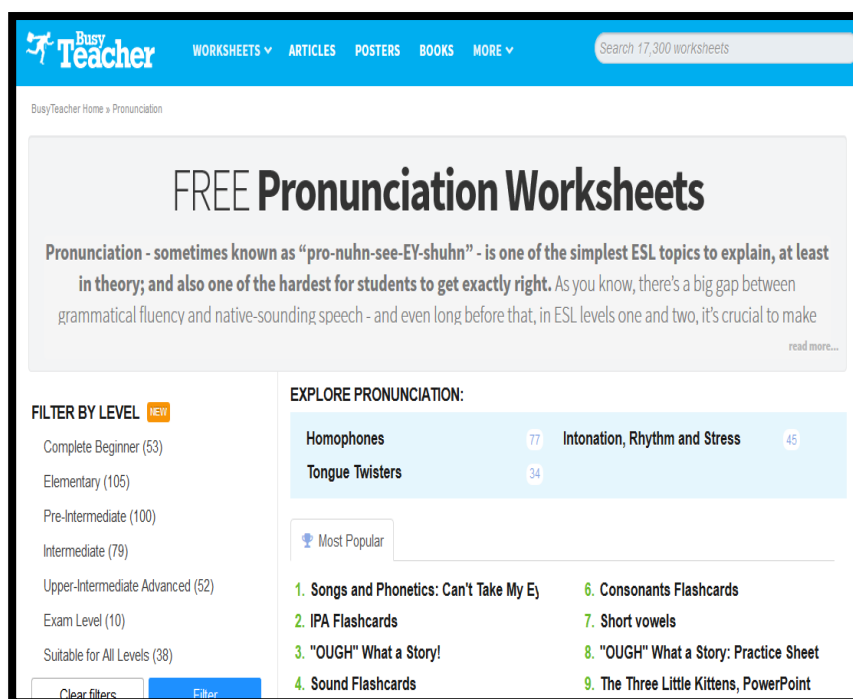 Busy
Teacher
WORKSHEETS ARTICLES POSTERS BOOKS MORE
Search 17,300 worksheets
BusyTeacher Home » Pronunciation
FREE Pronunciation Worksheets
Pronunciation - sometimes known as “pro-nuhn-see-EY-shuhn” - is one of the simplest ESL topics to explain, at least
in theory; and also one of the hardest for students to get exactly right. As you know, there’s a big gap between
grammatical fluency and native-sounding speech - and even long before that, in ESL levels one and two, it’s crucial to make
read more...
FILTER BY LEVEL NEW
Complete Beginner (53)
Elementary (105)
Pre-Intermediate (100)
Intermediate (79)
Upper-Intermediate Advanced (52)
Exam Level (10)
Suitable for All Levels (38)
Clear filters Filter
EXPLORE PRONUNCIATION:
Homophones 77 Intonation, Rhythm and Stress 45
Tongue Twisters 34
Most Popular
1. Songs and Phonetics: Can't Take My Ey
2. IPA Flashcards
3. "OUGH" What a Story!
4. Sound Flashcards
6. Consonants Flashcards
7. Short vowels
8. "OUGH" What a Story: Practice Sheet
9. The Three Little Kittens, PowerPoint